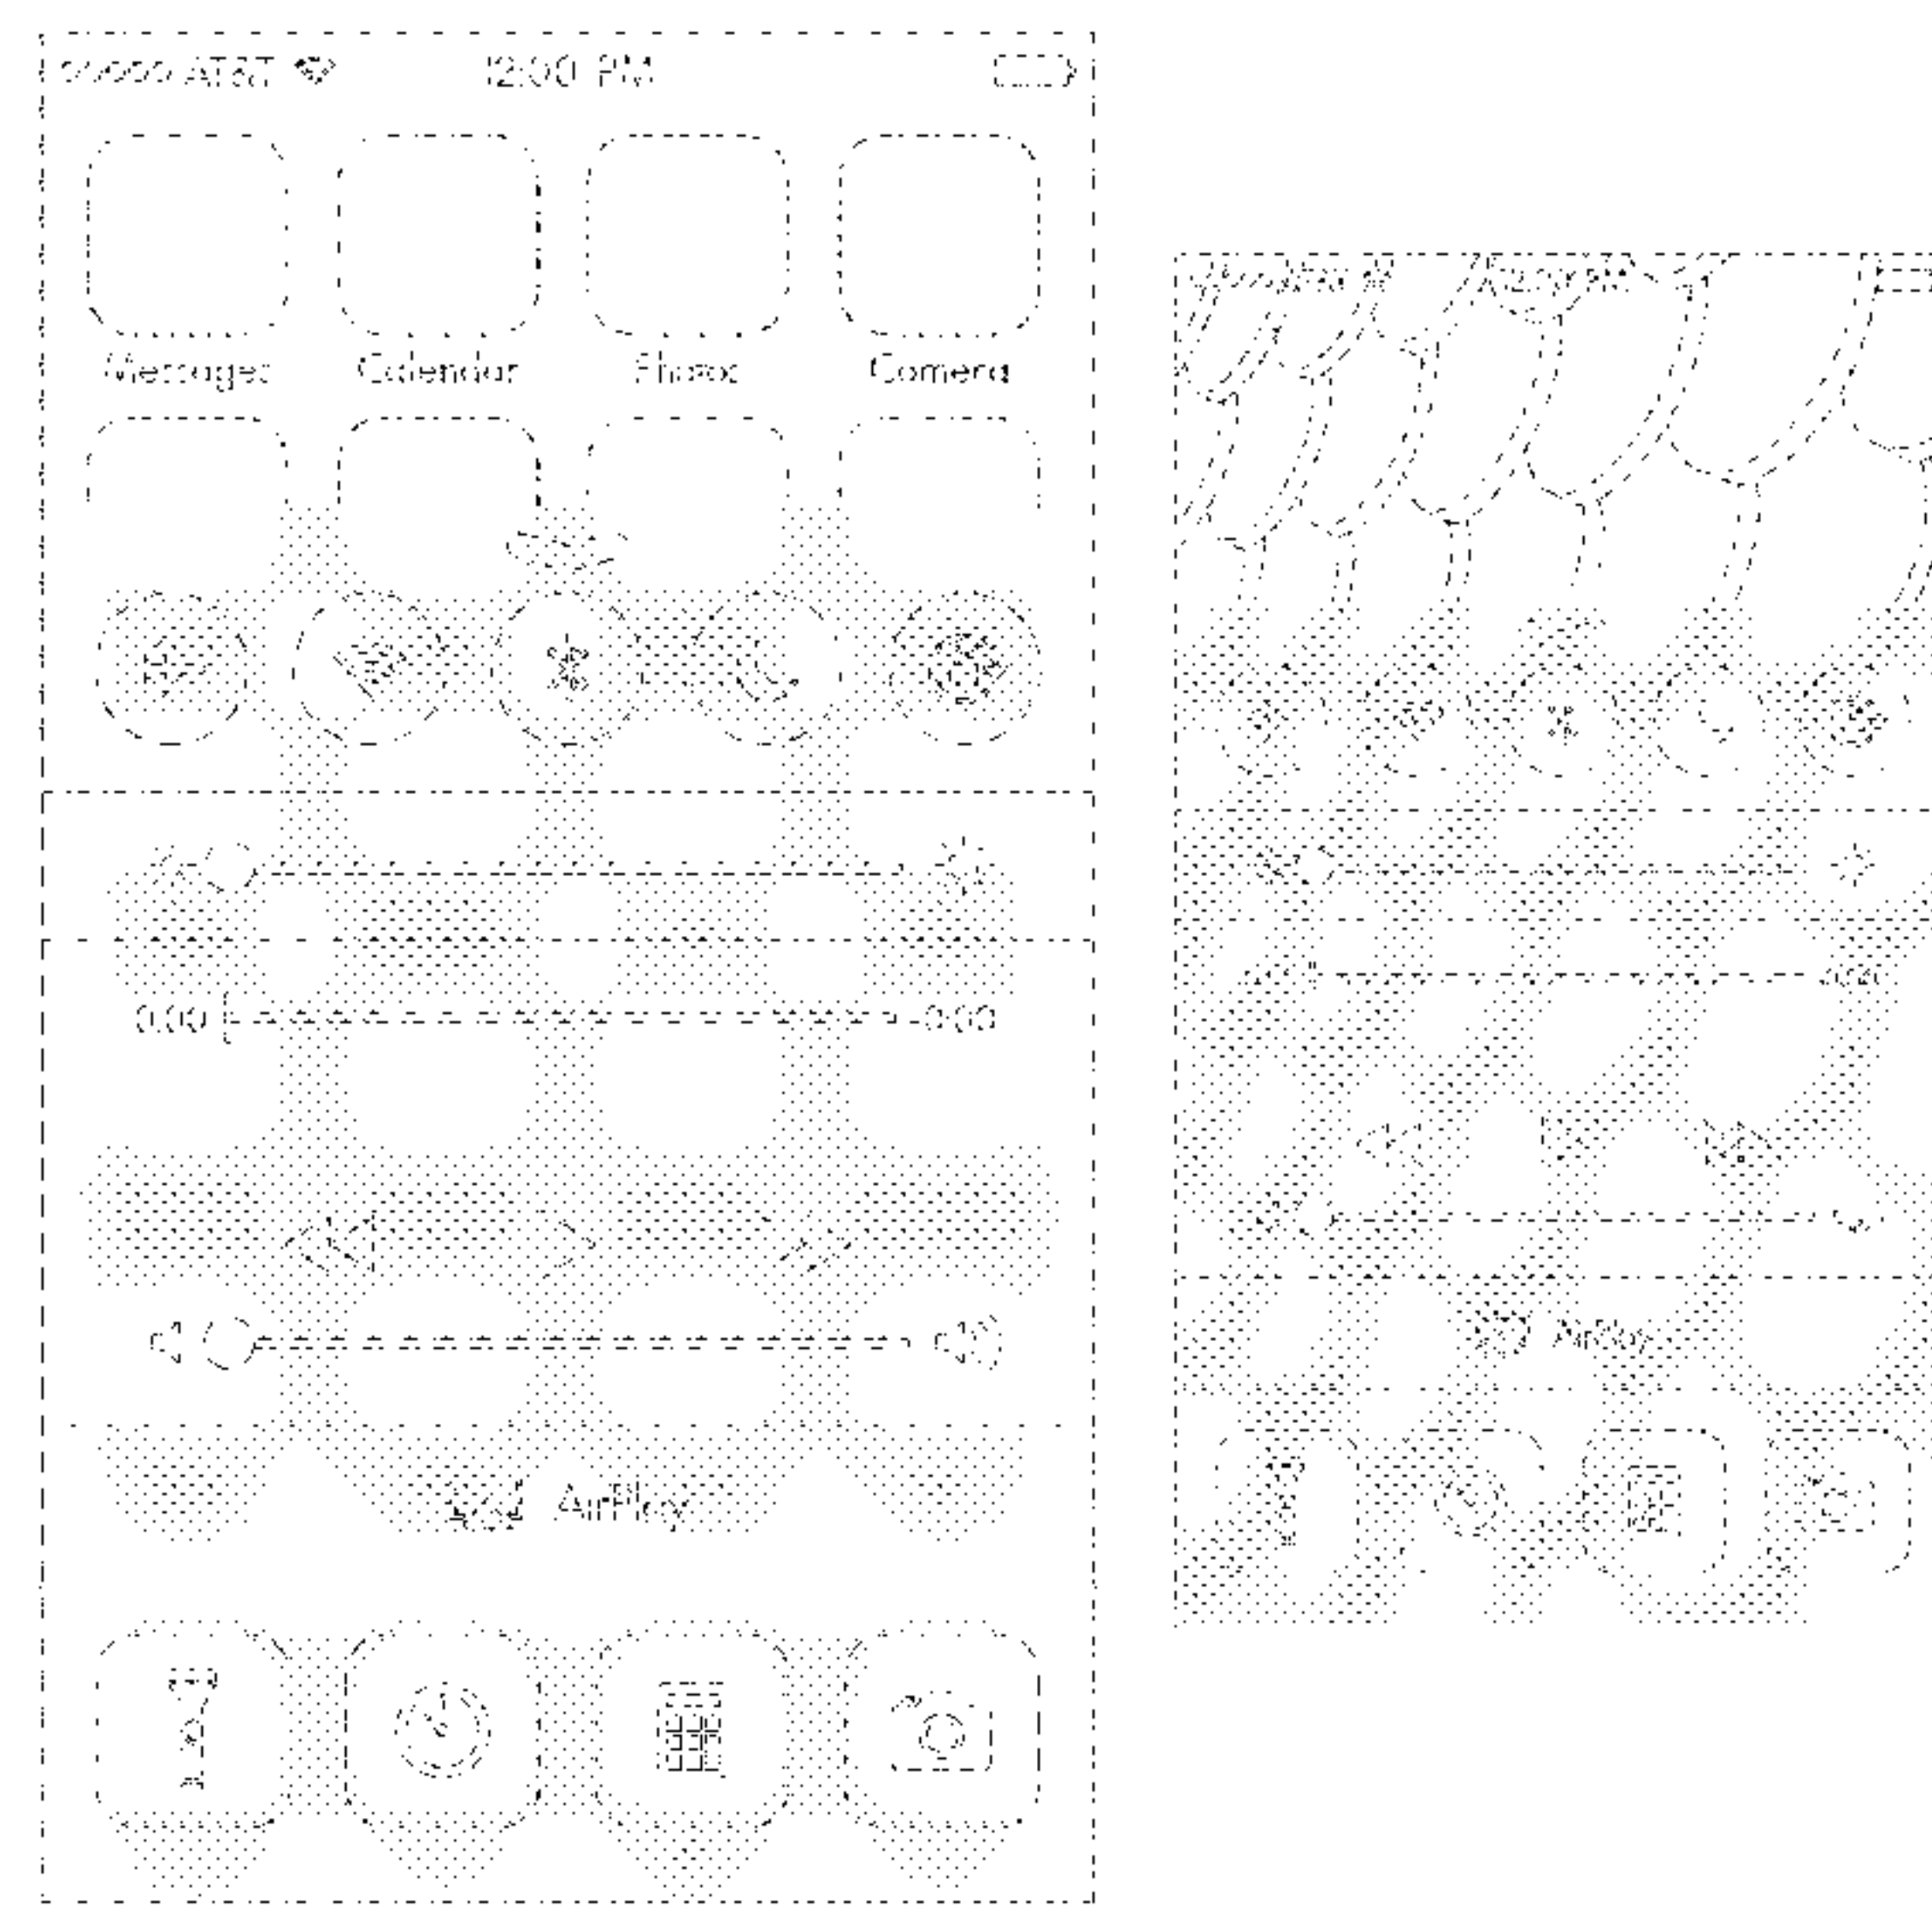 AT&T 12:00 PM
Messages Calendar Photos Camera
0:00 -0:00
AirPlay
AirPlay